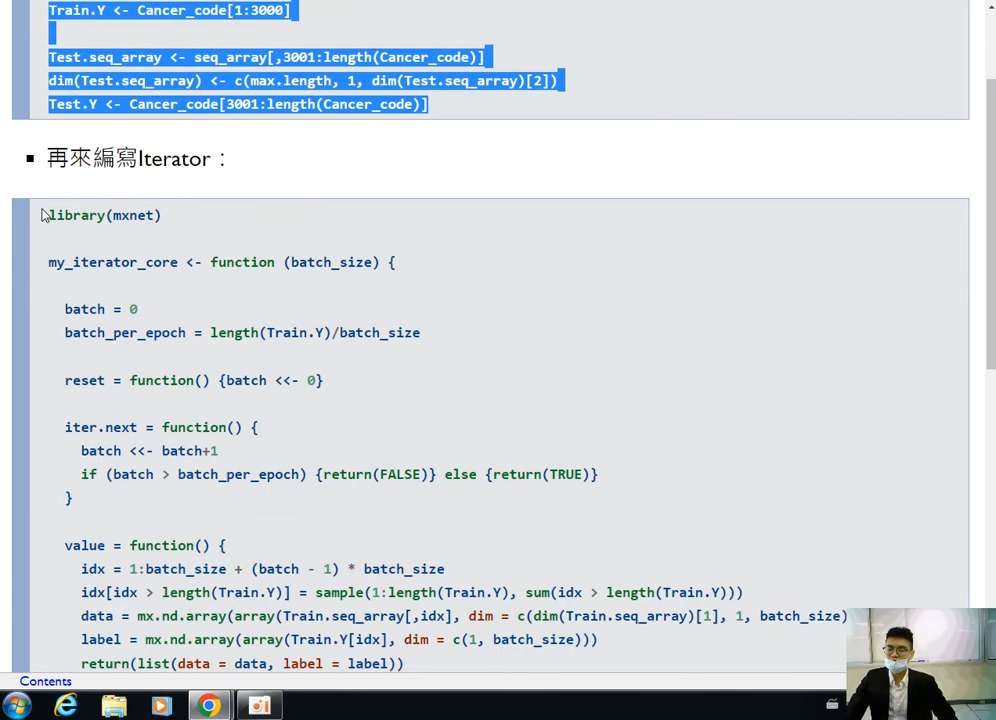 Train.Y <- Cancer_code[1:3000]
Test.seq_array <- seq_array[,3001:length(Cancer_code)]
dim(Test.seq_array) <- c(max.length, 1, dim(Test.seq_array)[2])
Test.Y <- Cancer_code[3001:length(Cancer_code)]
▪ 再來編寫Iterator：
library(mxnet)
my_iterator_core <- function (batch_size) {
batch = 0
batch_per_epoch = length(Train.Y)/batch_size
reset = function() {batch <<- 0}
iter.next = function() {
batch <<- batch+1
if (batch > batch_per_epoch) {return(FALSE)} else {return(TRUE)}
}
value = function() {
idx = 1:batch_size + (batch - 1) * batch_size
idx[idx > length(Train.Y)] = sample(1:length(Train.Y), sum(idx > length(Train.Y)))
data = mx.nd.array(array(Train.seq_array[,idx], dim = c(dim(Train.seq_array)[1], 1, batch_size)
label = mx.nd.array(array(Train.Y[idx], dim = c(1, batch_size)))
return(list(data = data, label = label))
Contents